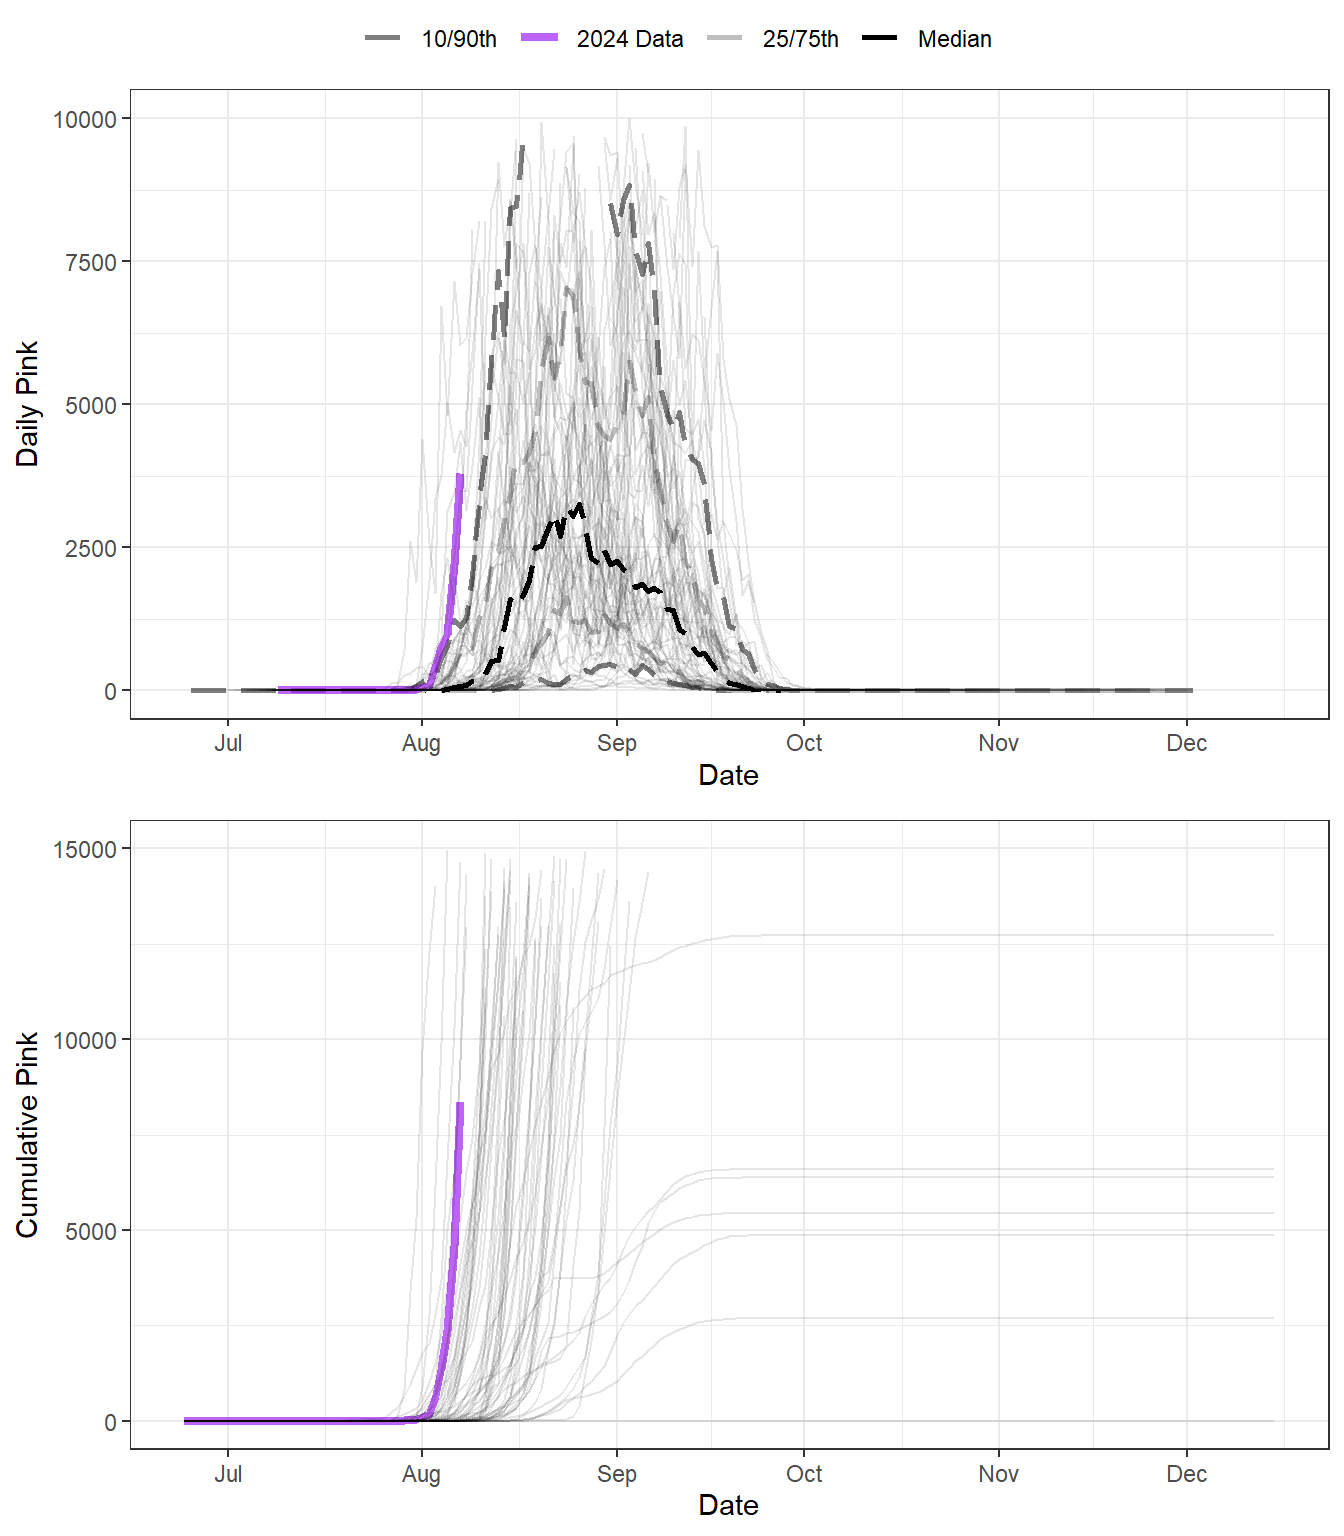 10/90th 2024 Data 25/75th Median
10000
7500
5000
2500
0
Daily Pink
Jul Aug Sep Oct Nov Dec
Date
15000
10000
5000
0
Cumulative Pink
Jul Aug Sep Oct Nov Dec
Date